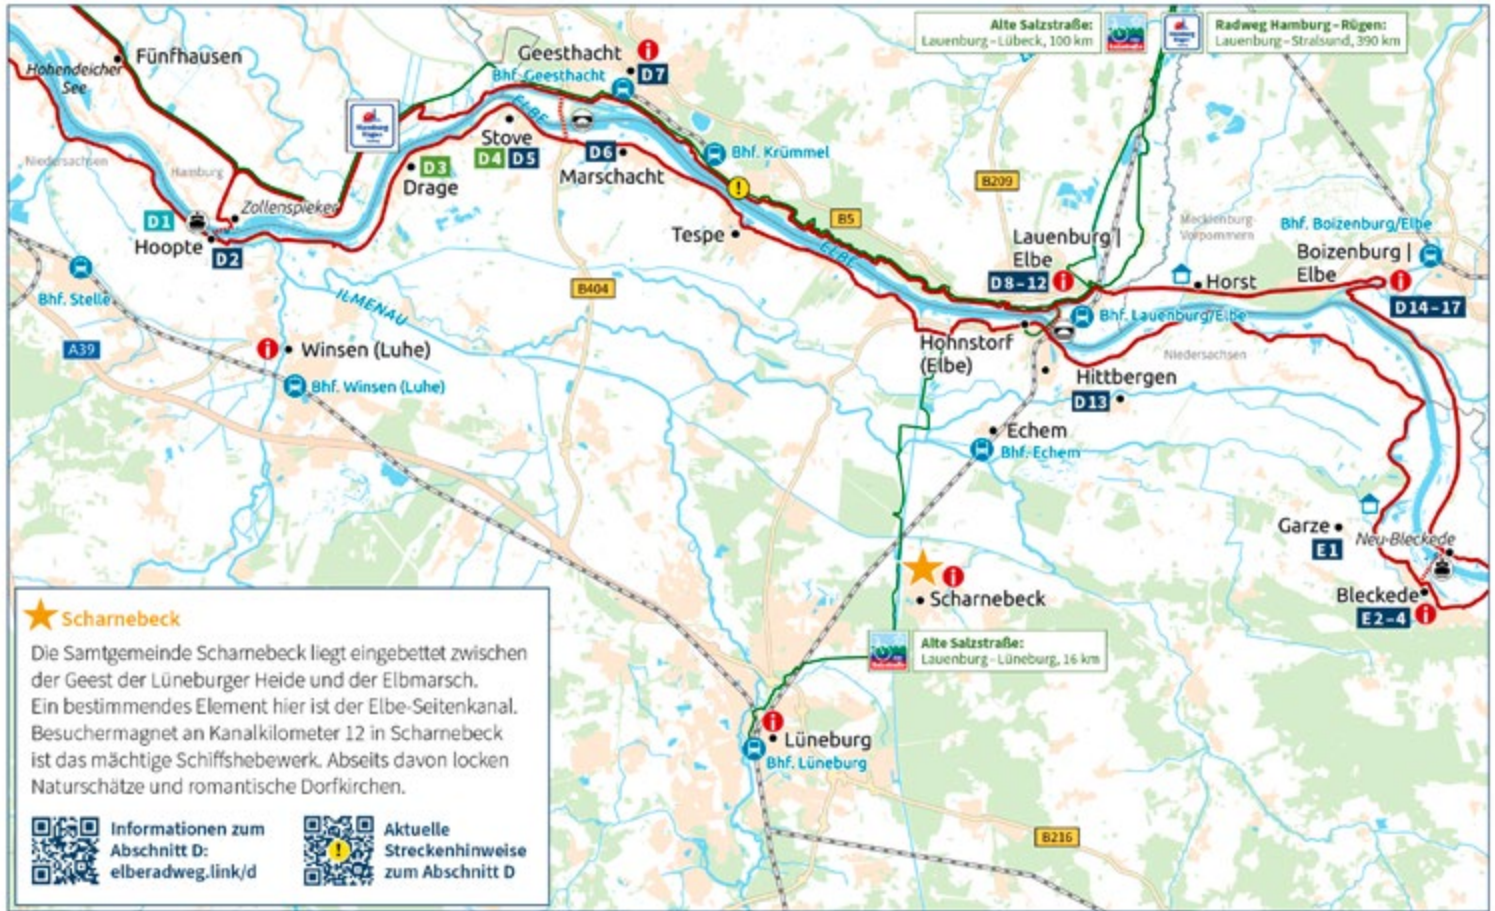 Alte Salzstraße:
Lauenburg–Lübeck, 100 km
Radweg Hamburg–Rügen:
Lauenburg–Stralsund, 390 km
Fünfhausen
Hohendeicher
See
Geesthacht
D7
Bhf. Geesthacht
ELBE
Hamburg
Rügen
Stove
D4 D5
D3
Drage
D6
Marschacht
Bhf. Krümmel
!
B209
B5
Niedersachsen
Hamburg
Zollenspieker
D1
Hoopte
D2
Tespe
ELBE
Mecklenburg-
Vorpommern
Bhf. Boizenburg/Elbe
Lauenburg |
Elbe
D8–12
Boizenburg |
Elbe
D14–17
Horst
Bhf. Stelle
ILMENAU
B404
Bhf. Lauenburg/Elbe
A39
Winsen (Luhe)
Bhf. Winsen (Luhe)
Hohnstorf
(Elbe)
Niedersachsen
Hittbergen
D13
Echem
Bhf. Echem
Garze
E1
Neu-Bleckede
Bleckede
E2–4
Scharnebeck
Alte Salzstraße:
Lauenburg–Lüneburg, 16 km
Lüneburg
Bhf. Lüneburg
B216
Scharnebeck
Die Samtgemeinde Scharnebeck liegt eingebettet zwischen
der Geest der Lüneburger Heide und der Elbmarsch.
Ein bestimmendes Element hier ist der Elbe-Seitenkanal.
Besuchermagnet an Kanalkilometer 12 in Scharnebeck
ist das mächtige Schiffshebewerk. Abseits davon locken
Naturschätze und romantische Dorfkirchen.
Informationen zum
Abschnitt D:
elberadweg.link/d
!
Aktuelle
Streckenhinweise
zum Abschnitt D